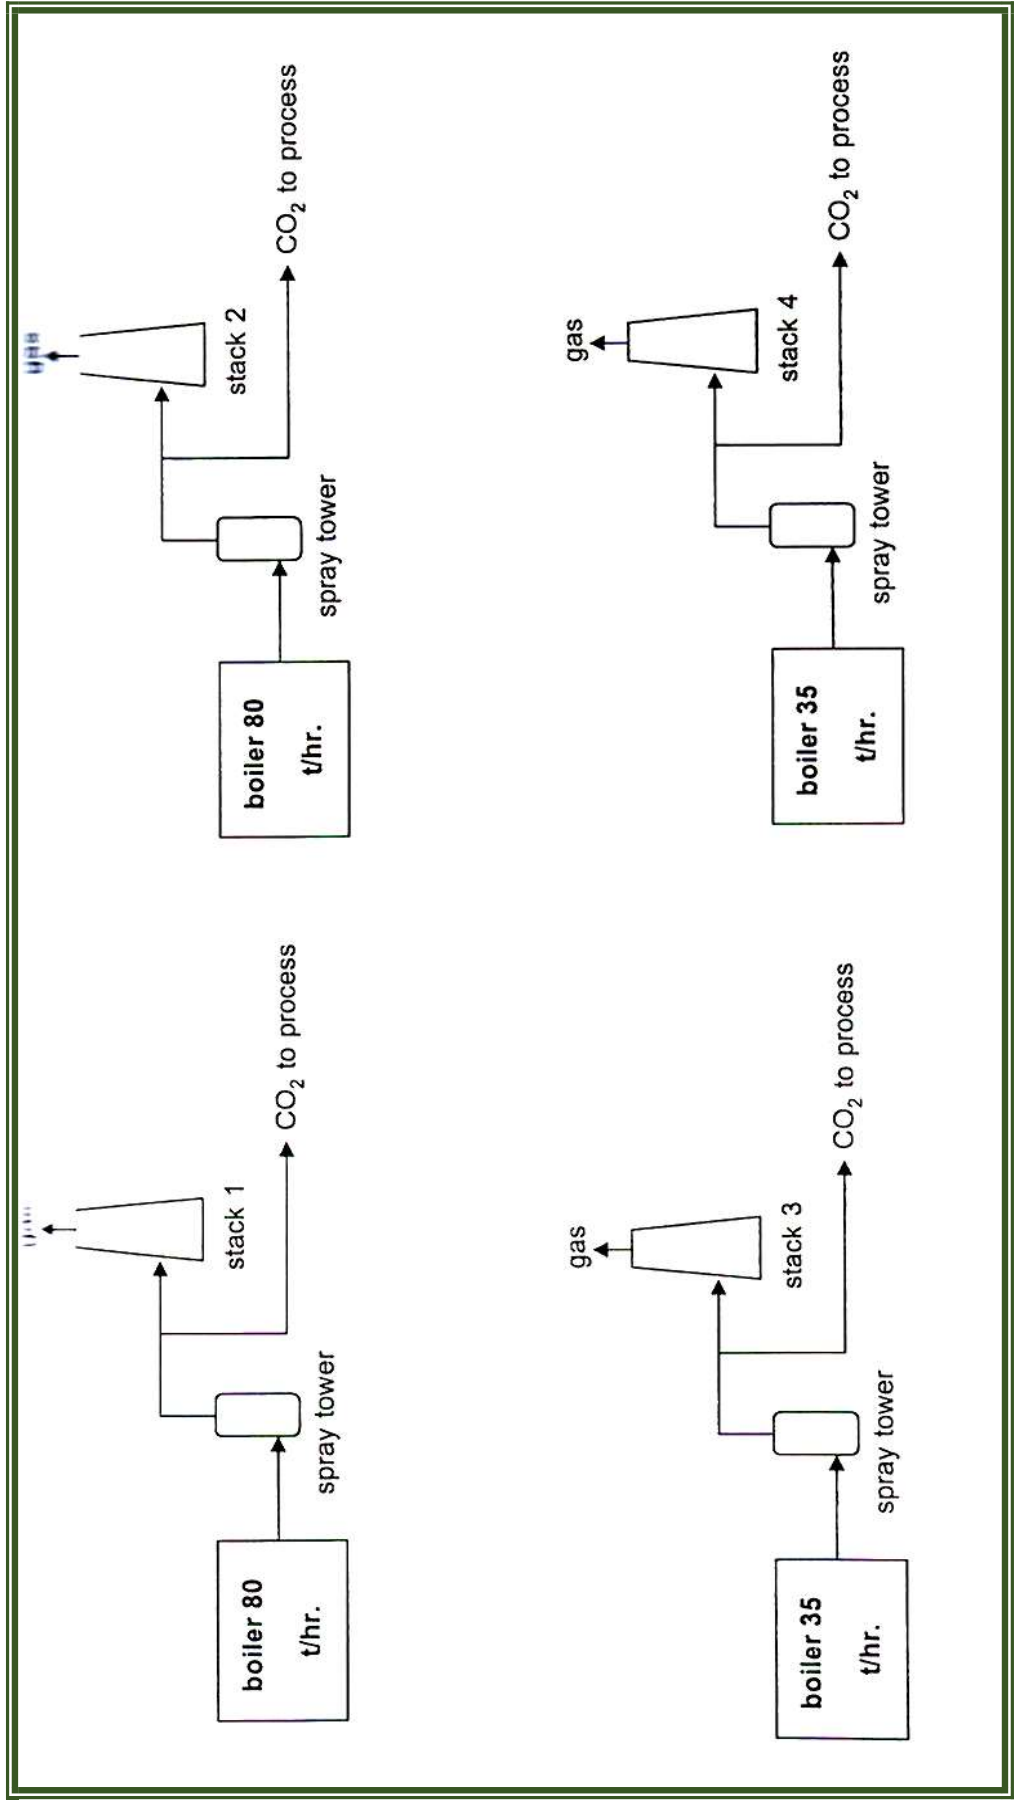 boiler 80
t/hr.
spray tower
stack 1
CO₂ to process
boiler 80
t/hr.
spray tower
stack 2
CO₂ to process
boiler 35
t/hr.
spray tower
gas
stack 3
CO₂ to process
boiler 35
t/hr.
spray tower
gas
stack 4
CO₂ to process